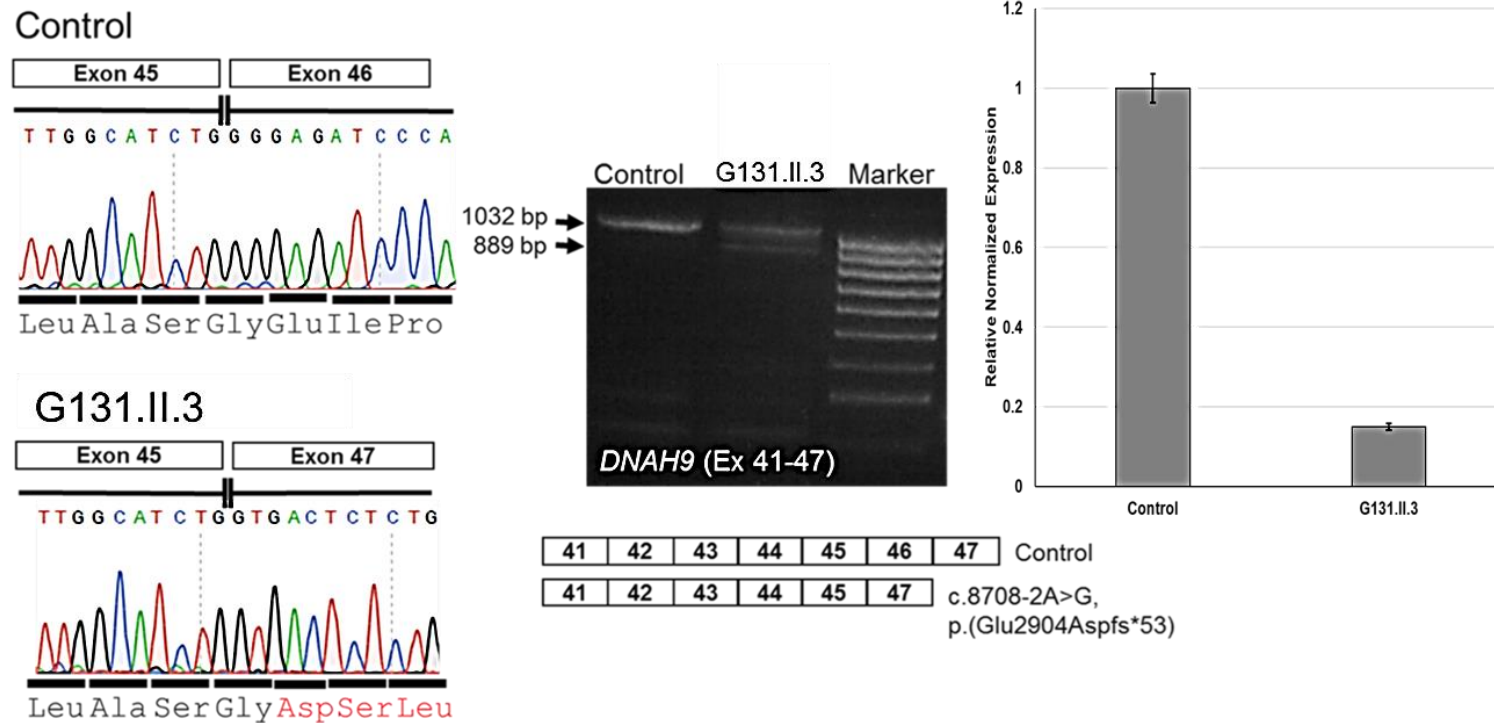 Control
Exon 45 Exon 46
T T G G C A T C T G G G G A G A T C C C A
Leu Ala Ser Gly Glu Ile Pro
G131.II.3
Exon 45 Exon 47
T T G G C A T C T G G T G A C T C T C T G
Leu Ala Ser Gly Asp Ser Leu
Control G131.II.3 Marker
1032 bp
889 bp
DNAH9 (Ex 41-47)
41 42 43 44 45 46 47 Control
41 42 43 44 45 47 c.8708-2A>G,
p.(Glu2904Aspfs*53)
Relative Normalized Expression
1.2
1
0.8
0.6
0.4
0.2
0
Control G131.II.3